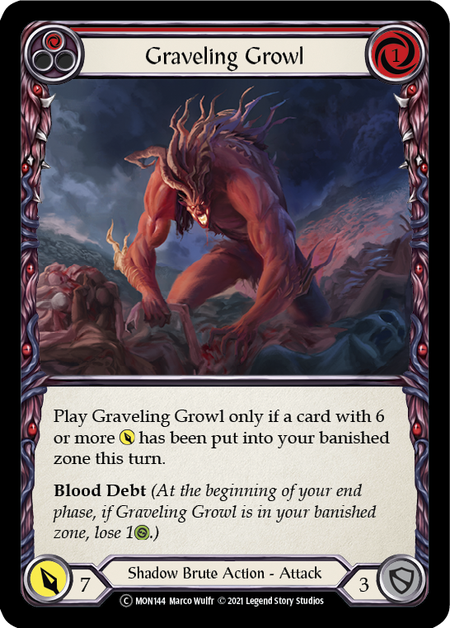 Graveling Growl
1
Play Graveling Growl only if a card with 6
or more has been put into your banished
zone this turn.
Blood Debt (At the beginning of your end
phase, if Graveling Growl is in your banished
zone, lose 1.)
7
Shadow Brute Action - Attack
3
C MON144 Marco Wulfr © 2021 Legend Story Studios